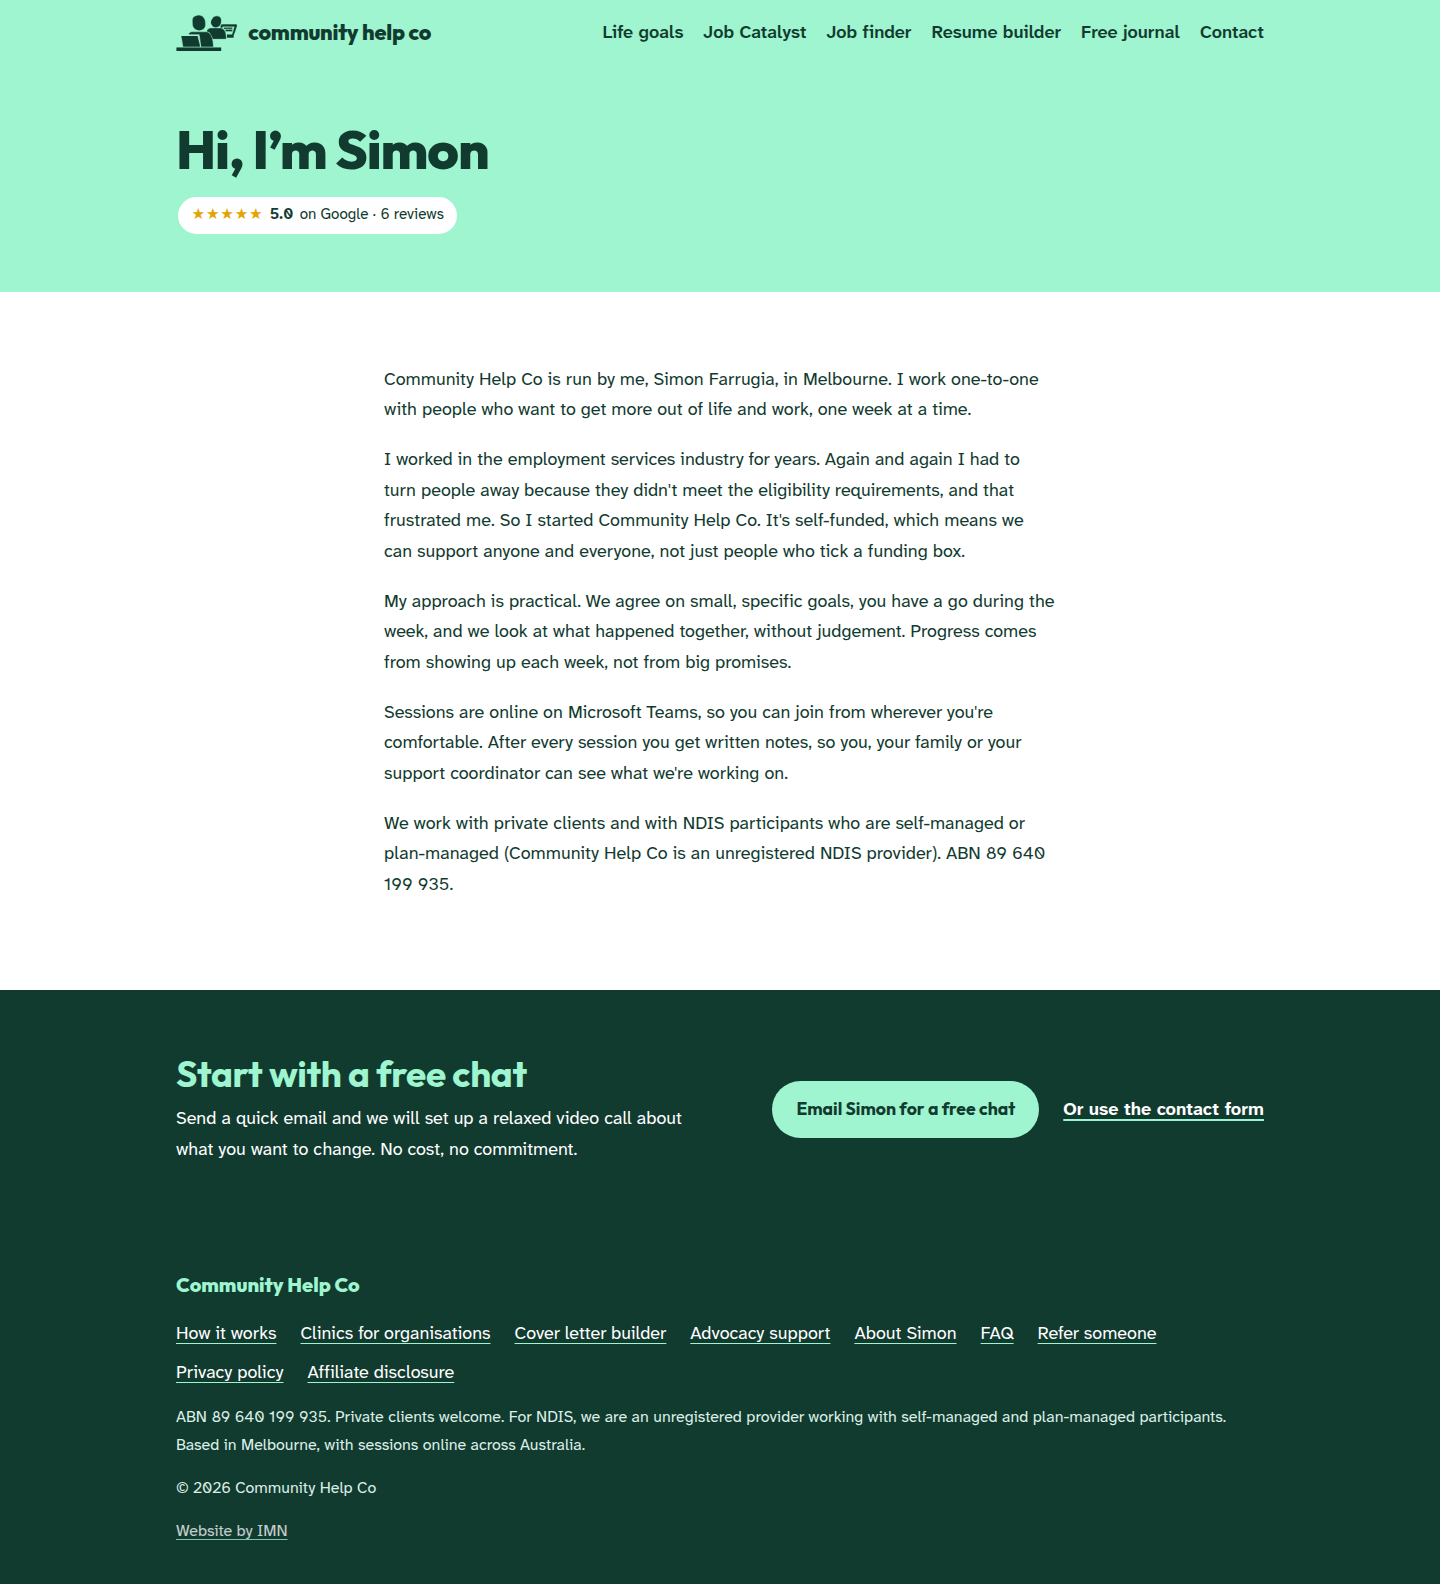 community help co
Life goals Job Catalyst Job finder Resume builder Free journal Contact
Hi, I’m Simon
★★★★★ 5.0 on Google · 6 reviews
Community Help Co is run by me, Simon Farrugia, in Melbourne. I work one-to-one
with people who want to get more out of life and work, one week at a time.
I worked in the employment services industry for years. Again and again I had to
turn people away because they didn't meet the eligibility requirements, and that
frustrated me. So I started Community Help Co. It's self-funded, which means we
can support anyone and everyone, not just people who tick a funding box.
My approach is practical. We agree on small, specific goals, you have a go during the
week, and we look at what happened together, without judgement. Progress comes
from showing up each week, not from big promises.
Sessions are online on Microsoft Teams, so you can join from wherever you're
comfortable. After every session you get written notes, so you, your family or your
support coordinator can see what we're working on.
We work with private clients and with NDIS participants who are self-managed or
plan-managed (Community Help Co is an unregistered NDIS provider). ABN 89 640
199 935.
Start with a free chat
Send a quick email and we will set up a relaxed video call about
what you want to change. No cost, no commitment.
Email Simon for a free chat
Or use the contact form
Community Help Co
How it works Clinics for organisations Cover letter builder Advocacy support About Simon FAQ Refer someone
Privacy policy Affiliate disclosure
ABN 89 640 199 935. Private clients welcome. For NDIS, we are an unregistered provider working with self-managed and plan-managed participants.
Based in Melbourne, with sessions online across Australia.
© 2026 Community Help Co
Website by IMN